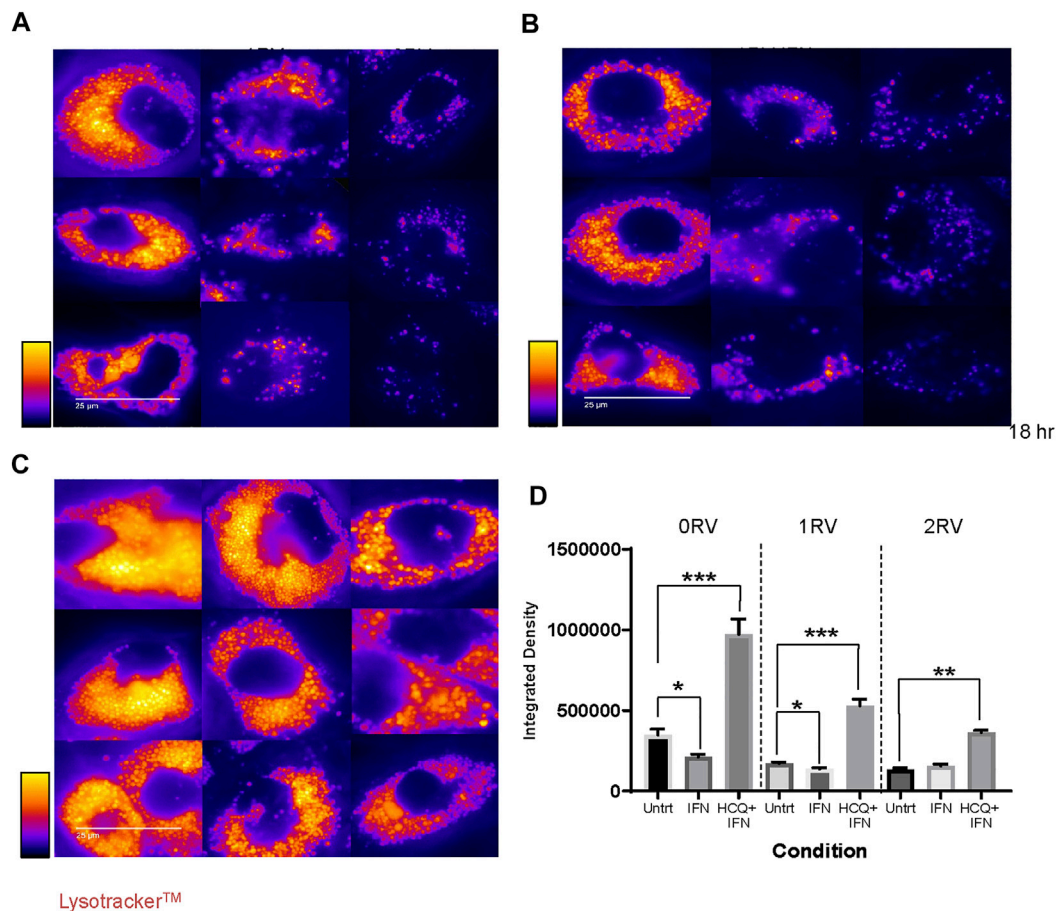 A
B
25 µm
25 µm
18 hr
C
25 µm
Lysotracker™
D
0RV 1RV 2RV
1500000
1000000
500000
0
Integrated Density
***
*
***
*
**
Untrt IFN HCQ+ IFN Untrt IFN HCQ+ IFN Untrt IFN HCQ+ IFN
Condition